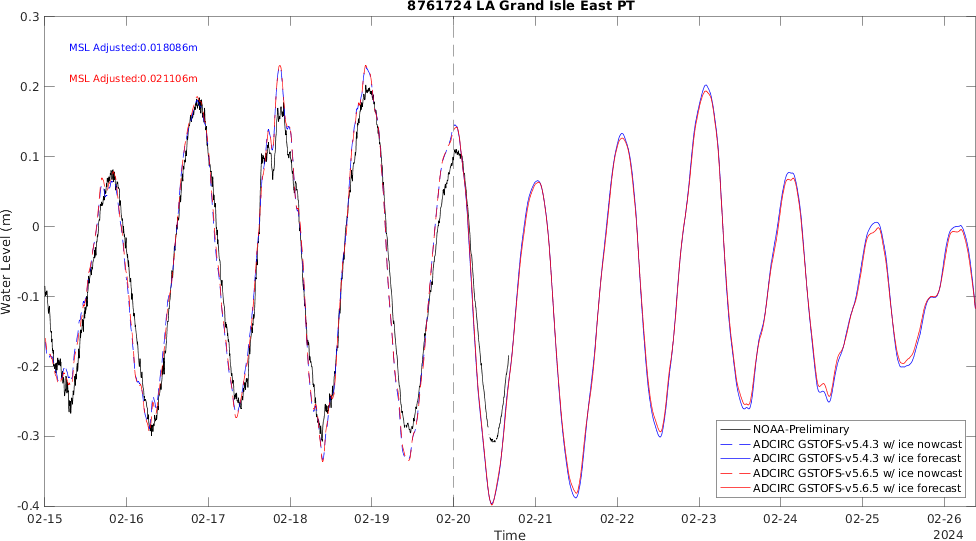 8761724 LA Grand Isle East PT
MSL Adjusted:0.018086m
MSL Adjusted:0.021106m
Water Level (m)
0.3
0.2
0.1
0
-0.1
-0.2
-0.3
-0.4
NOAA-Preliminary
ADCIRC GSTOFS-v5.4.3 w/ ice nowcast
ADCIRC GSTOFS-v5.4.3 w/ ice forecast
ADCIRC GSTOFS-v5.6.5 w/ ice nowcast
ADCIRC GSTOFS-v5.6.5 w/ ice forecast
02-15 02-16 02-17 02-18 02-19 02-20 02-21 02-22 02-23 02-24 02-25 02-26
Time
2024